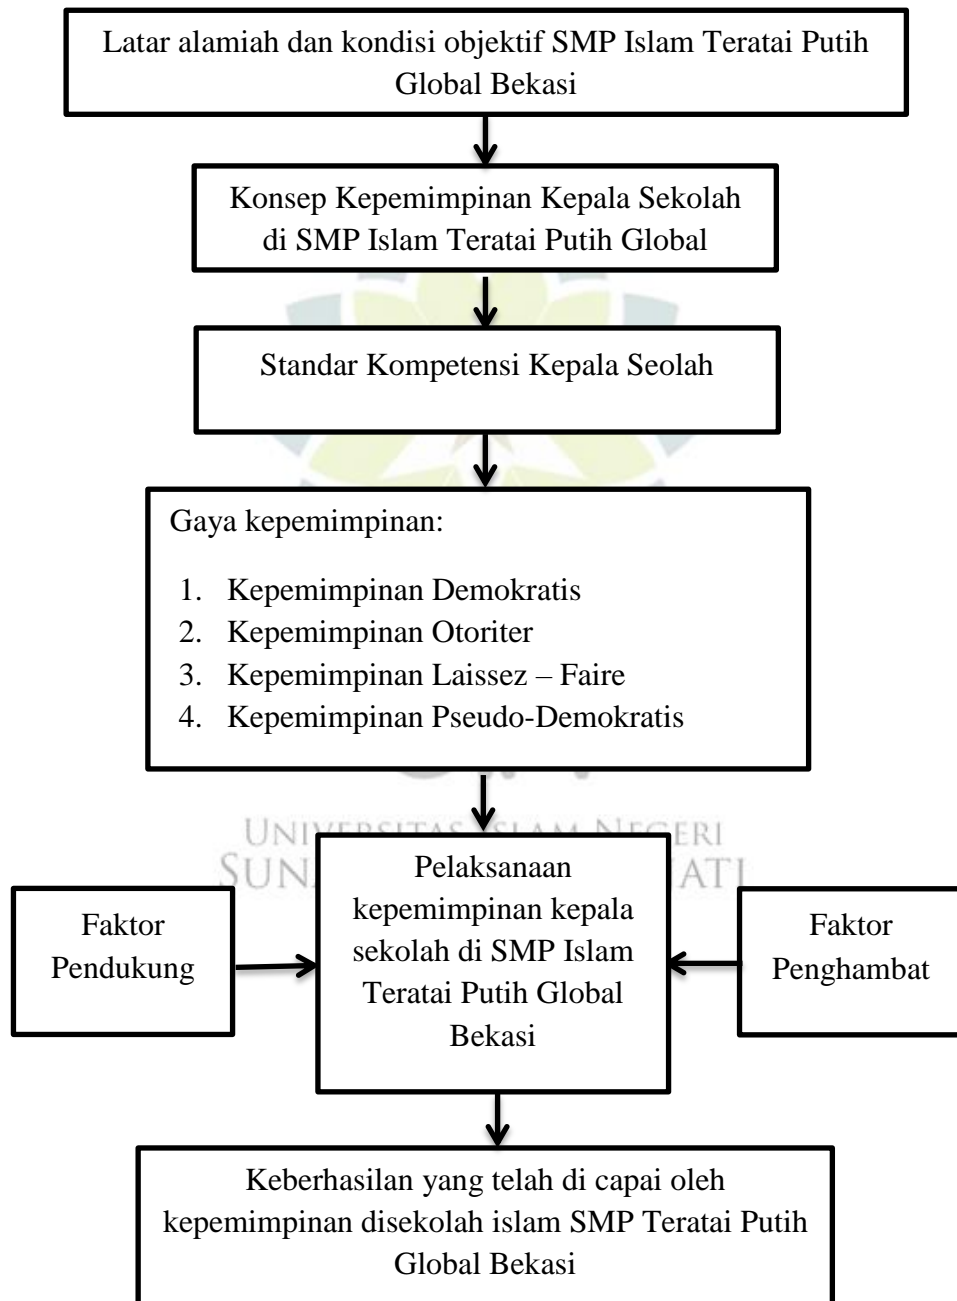 Latar alamiah dan kondisi objektif SMP Islam Teratai Putih
Global Bekasi
Konsep Kepemimpinan Kepala Sekolah
di SMP Islam Teratai Putih Global
Standar Kompetensi Kepala Seolah
Gaya kepemimpinan:
1. Kepemimpinan Demokratis
2. Kepemimpinan Otoriter
3. Kepemimpinan Laissez – Faire
4. Kepemimpinan Pseudo-Demokratis
Pelaksanaan
kepemimpinan kepala
sekolah di SMP Islam
Teratai Putih Global
Bekasi
Faktor
Pendukung
Faktor
Penghambat
Keberhasilan yang telah di capai oleh
kepemimpinan disekolah islam SMP Teratai Putih
Global Bekasi